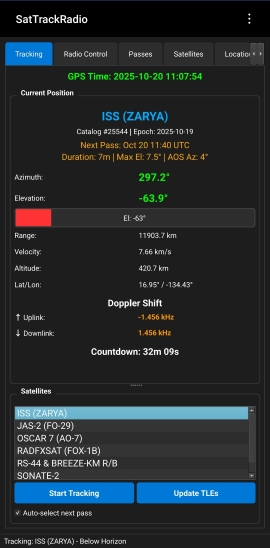 SatTrackRadio
Tracking
Radio Control
Passes
Satellites
Location
GPS Time: 2025-10-20 11:07:54
Current Position
ISS (ZARYA)
Catalog #25544 | Epoch: 2025-10-19
Next Pass: Oct 20 11:40 UTC
Duration: 7m | Max El: 7.5° | AOS Az: 4°
Azimuth: 297.2°
Elevation: -63.9°
El: -63°
Range: 11903.7 km
Velocity: 7.66 km/s
Altitude: 420.7 km
Lat/Lon: 16.95° / -134.43°
Doppler Shift
↑ Uplink: -1.456 kHz
↓ Downlink: 1.456 kHz
Countdown: 32m 09s
Satellites
ISS (ZARYA)
JAS-2 (FO-29)
OSCAR 7 (AO-7)
RADFXSAT (FOX-1B)
RS-44 & BREEZE-KM R/B
SONATE-2
Start Tracking
Update TLEs
Auto-select next pass
Tracking: ISS (ZARYA) - Below Horizon